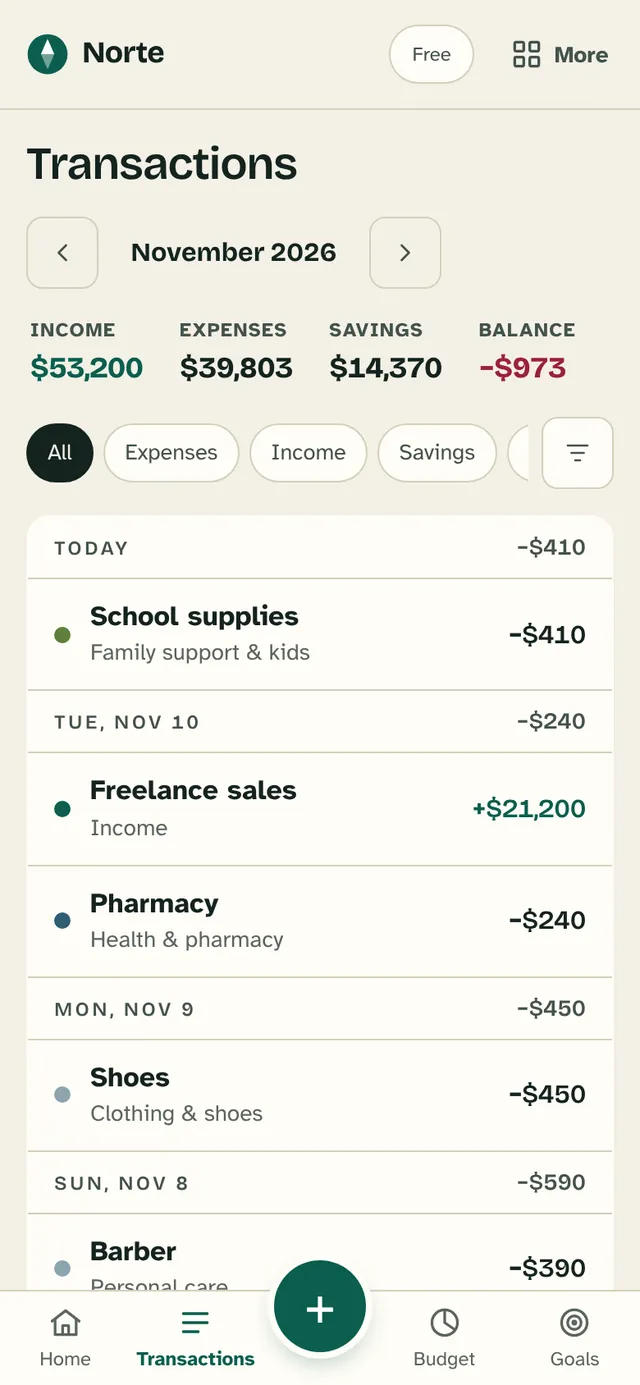 Norte
Free
More
Transactions
November 2026
INCOME EXPENSES SAVINGS BALANCE
$53,200 $39,803 $14,370 −$973
All Expenses Income Savings
TODAY −$410
School supplies
−$410
Family support & kids
TUE, NOV 10 −$240
Freelance sales
+$21,200
Income
Pharmacy
−$240
Health & pharmacy
MON, NOV 9 −$450
Shoes
−$450
Clothing & shoes
SUN, NOV 8 −$590
Barber
−$390
Personal care
Home Transactions Budget Goals